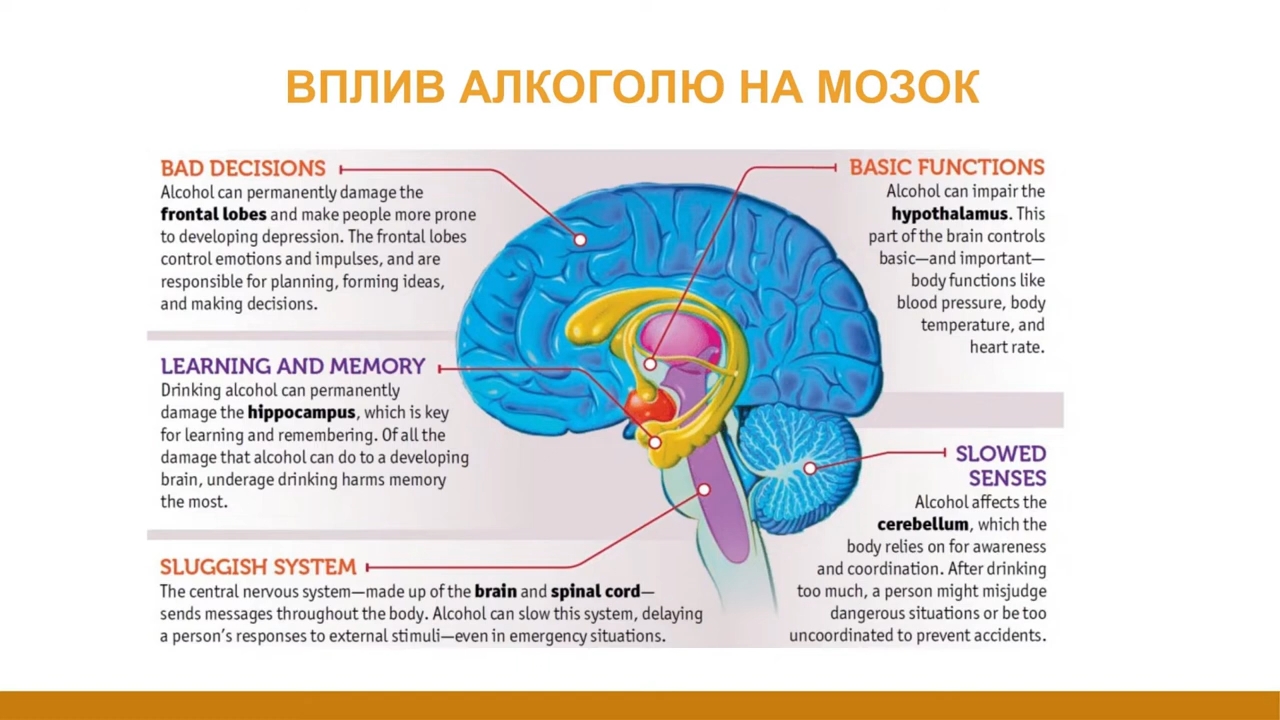 ВПЛИВ АЛКОГОЛЮ НА МОЗОК
BAD DECISIONS
Alcohol can permanently damage the
frontal lobes and make people more prone
to developing depression. The frontal lobes
control emotions and impulses, and are
responsible for planning, forming ideas,
and making decisions.
LEARNING AND MEMORY
Drinking alcohol can permanently
damage the hippocampus, which is key
for learning and remembering. Of all the
damage that alcohol can do to a developing
brain, underage drinking harms memory
the most.
SLUGGISH SYSTEM
The central nervous system—made up of the brain and spinal cord—
sends messages throughout the body. Alcohol can slow this system, delaying
a person's responses to external stimuli—even in emergency situations.
BASIC FUNCTIONS
Alcohol can impair the
hypothalamus. This
part of the brain controls
basic—and important—
body functions like
blood pressure, body
temperature, and
heart rate.
SLOWED
SENSES
Alcohol affects the
cerebellum, which the
body relies on for awareness
and coordination. After drinking
too much, a person might misjudge
dangerous situations or be too
uncoordinated to prevent accidents.